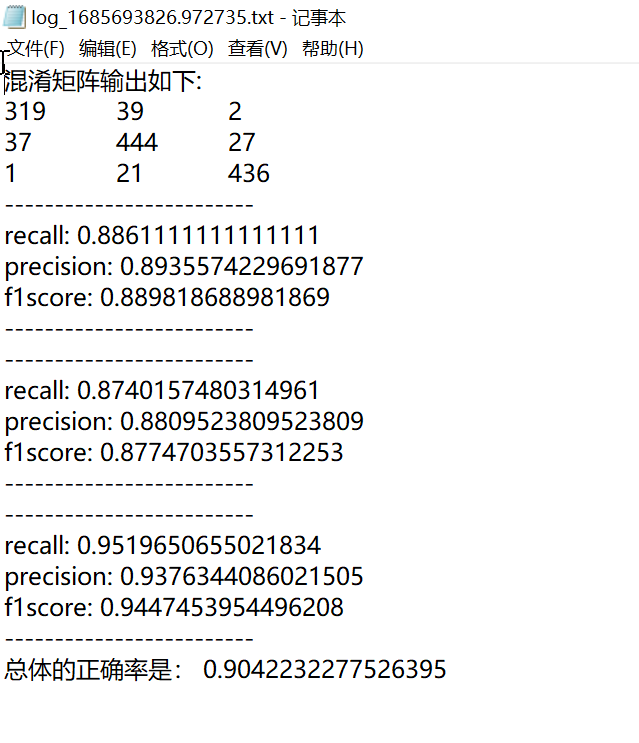 log_1685693826.972735.txt - 记事本
文件(F) 编辑(E) 格式(O) 查看(V) 帮助(H)
混淆矩阵输出如下:
319 39 2
37 444 27
1 21 436
-------------------------
recall: 0.8861111111111111
precision: 0.8935574229691877
f1score: 0.889818688981869
-------------------------
-------------------------
recall: 0.8740157480314961
precision: 0.8809523809523809
f1score: 0.8774703557312253
-------------------------
-------------------------
recall: 0.9519650655021834
precision: 0.9376344086021505
f1score: 0.9447453954496208
-------------------------
总体的正确率是： 0.9042232277526395